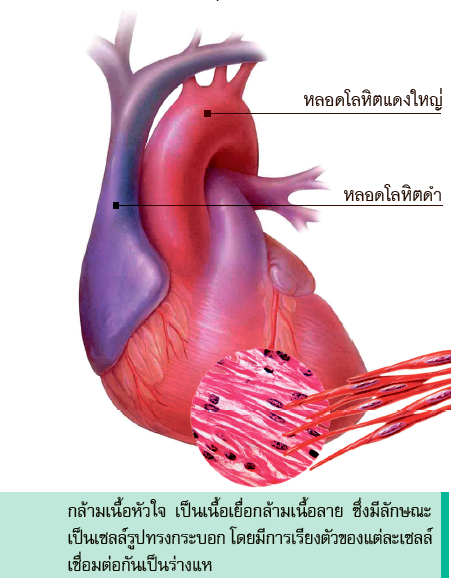 หลอดโลหิตแดงใหญ่
หลอดโลหิตดำ
กล้ามเนื้อหัวใจ เป็นเนื้อเยื่อกล้ามเนื้อลาย ซึ่งมีลักษณะ
เป็นเซลล์รูปทรงกระบอก โดยมีการเรียงตัวของแต่ละเซลล์
เชื่อมต่อกันเป็นร่างแห